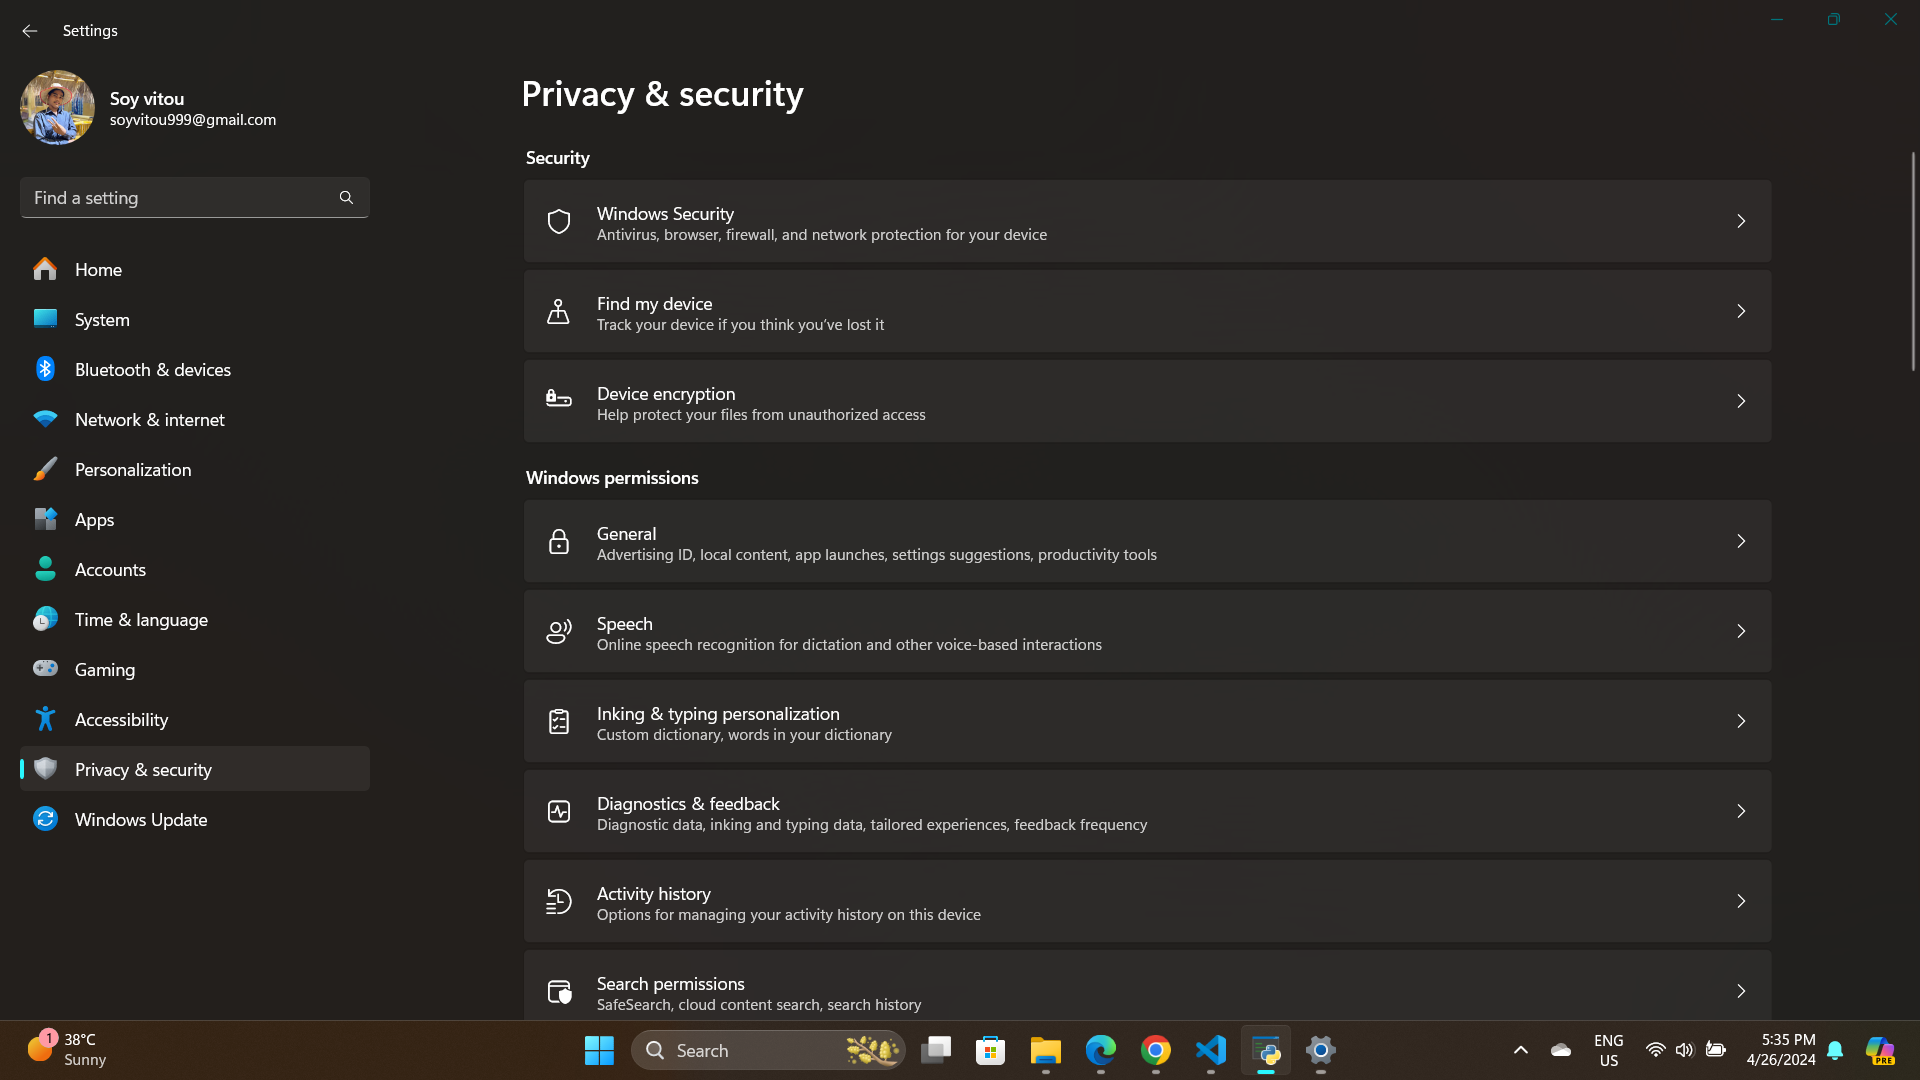 Settings
Soy vitou
soyvitou999@gmail.com
Find a setting
Home
System
Bluetooth & devices
Network & internet
Personalization
Apps
Accounts
Time & language
Gaming
Accessibility
Privacy & security
Windows Update
Privacy & security
Security
Windows Security
Antivirus, browser, firewall, and network protection for your device
Find my device
Track your device if you think you've lost it
Device encryption
Help protect your files from unauthorized access
Windows permissions
General
Advertising ID, local content, app launches, settings suggestions, productivity tools
Speech
Online speech recognition for dictation and other voice-based interactions
Inking & typing personalization
Custom dictionary, words in your dictionary
Diagnostics & feedback
Diagnostic data, inking and typing data, tailored experiences, feedback frequency
Activity history
Options for managing your activity history on this device
Search permissions
SafeSearch, cloud content search, search history
1
38°C
Sunny
Search
ENG
US
5:35 PM
4/26/2024
PRE